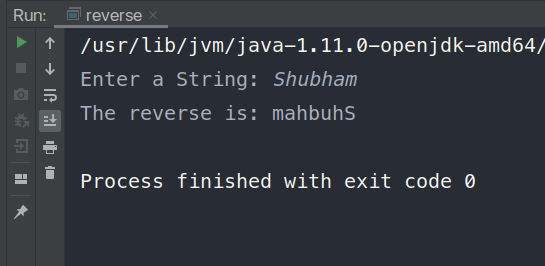 Run: reverse
/usr/lib/jvm/java-1.11.0-openjdk-amd64/
Enter a String: Shubham
The reverse is: mahbuhS
Process finished with exit code 0